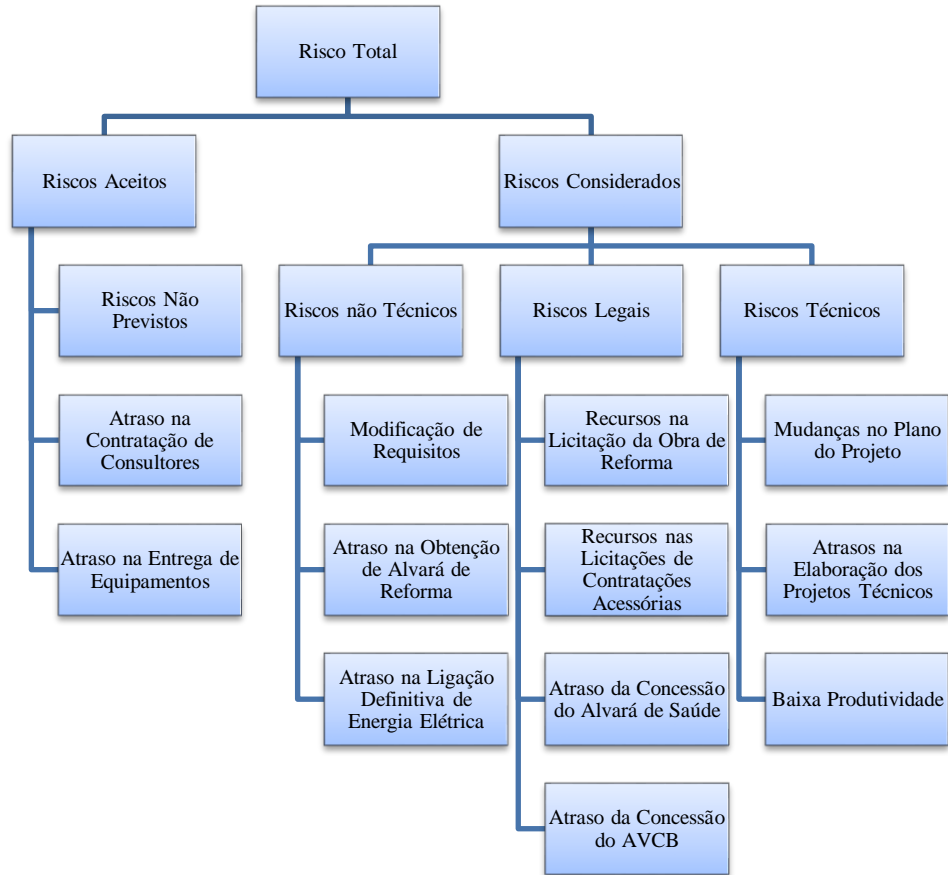 Risco Total
Riscos Aceitos
Riscos Considerados
Riscos Não
Previstos
Atraso na
Contratação de
Consultores
Atraso na Entrega de
Equipamentos
Riscos não Técnicos
Modificação de
Requisitos
Atraso na Obtenção
de Alvará de
Reforma
Atraso na Ligação
Definitiva de
Energia Elétrica
Riscos Legais
Recursos na
Licitação da Obra de
Reforma
Recursos nas
Licitações de
Contratações
Acessórias
Atraso da Concessão
do Alvará de Saúde
Atraso da Concessão
do AVCB
Riscos Técnicos
Mudanças no Plano
do Projeto
Atrasos na
Elaboração dos
Projetos Técnicos
Baixa Produtividade